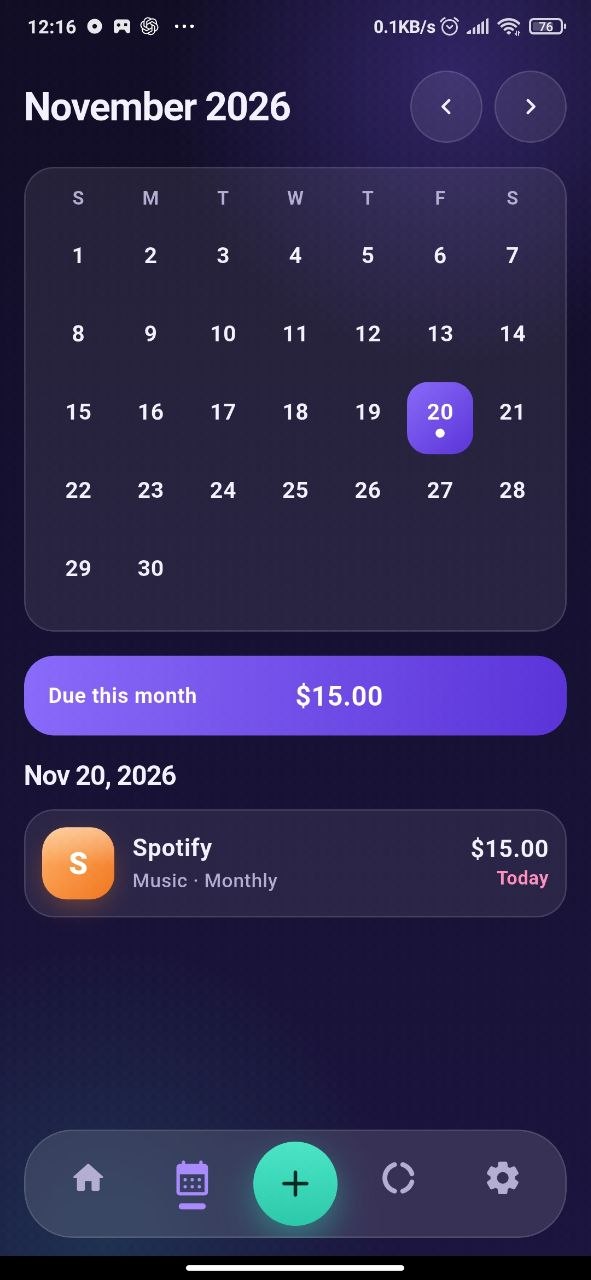 12:16 0.1KB/s 76
November 2026
S M T W T F S
1 2 3 4 5 6 7
8 9 10 11 12 13 14
15 16 17 18 19 20 21
22 23 24 25 26 27 28
29 30
Due this month $15.00
Nov 20, 2026
S Spotify $15.00
Music · Monthly Today